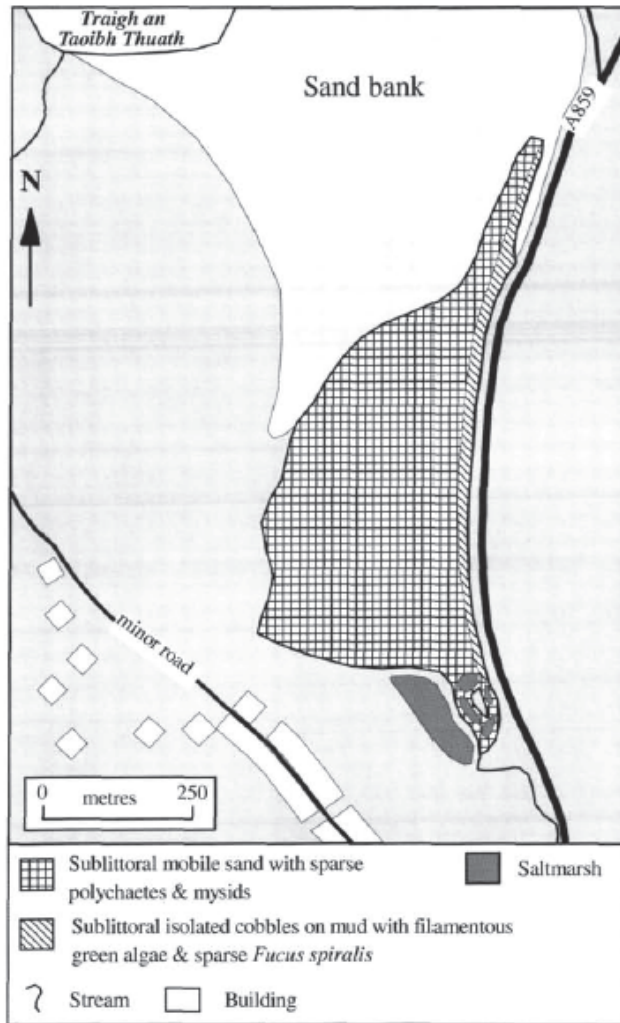 Traigh an
Taoibh Thuath
Sand bank
A859
N
minor road
0 metres 250
Sublittoral mobile sand with sparse
polychaetes & mysids
Saltmarsh
Sublittoral isolated cobbles on mud with filamentous
green algae & sparse Fucus spiralis
Stream
Building